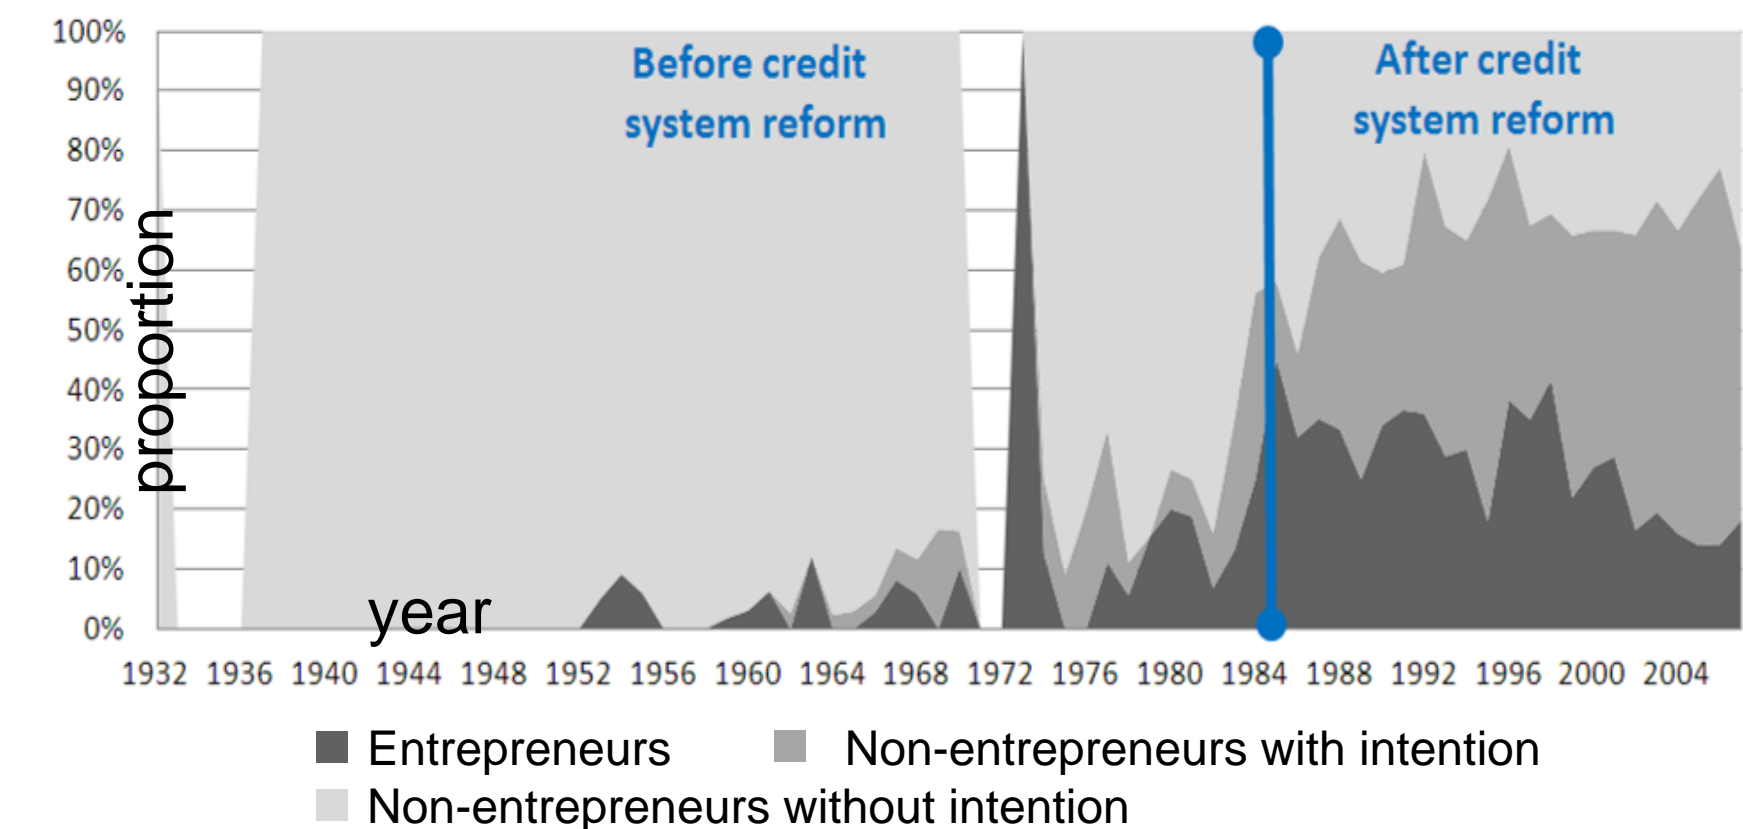 100%
90%
80%
70%
60%
50%
40%
30%
20%
10%
0%
proportion
Before credit
system reform
After credit
system reform
year
1932 1936 1940 1944 1948 1952 1956 1960 1964 1968 1972 1976 1980 1984 1988 1992 1996 2000 2004
Entrepreneurs Non-entrepreneurs with intention
Non-entrepreneurs without intention